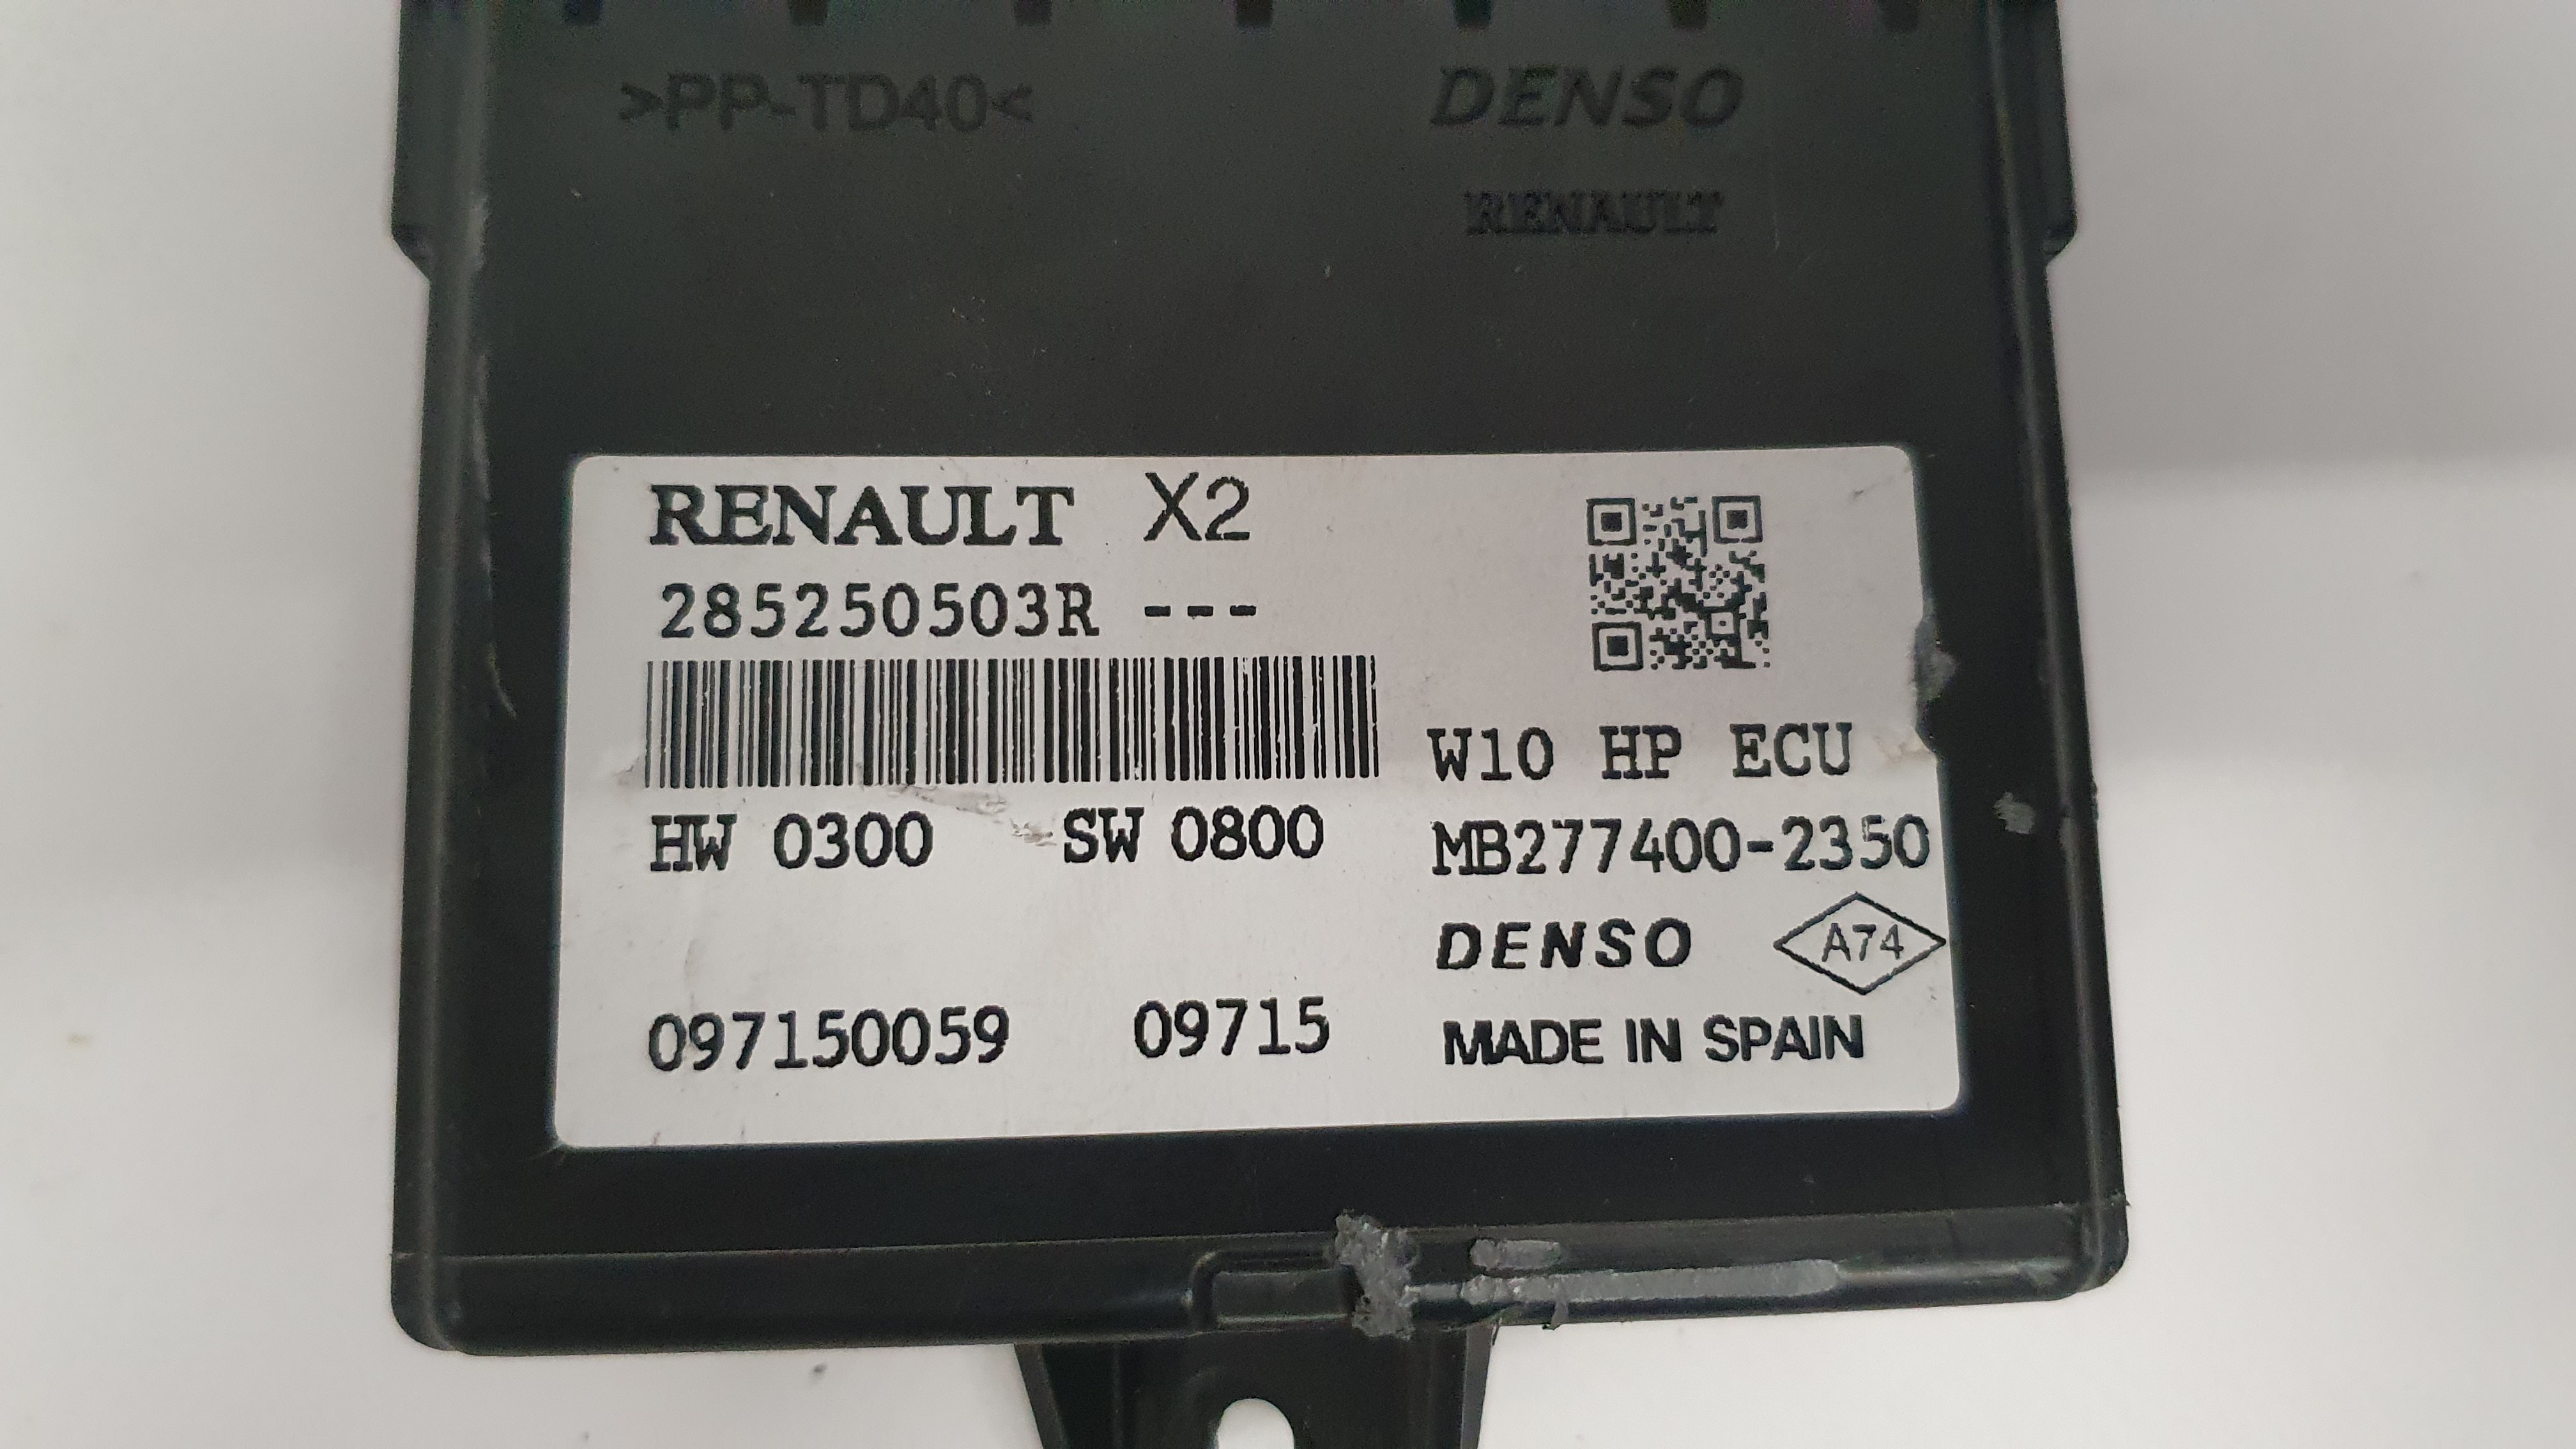 >PP-TD40< DENSO
RENAULT
RENAULT X2
285250503R ---
W10 HP ECU
HW 0300 SW 0800 MB277400-2350
DENSO A74
097150059 09715 MADE IN SPAIN